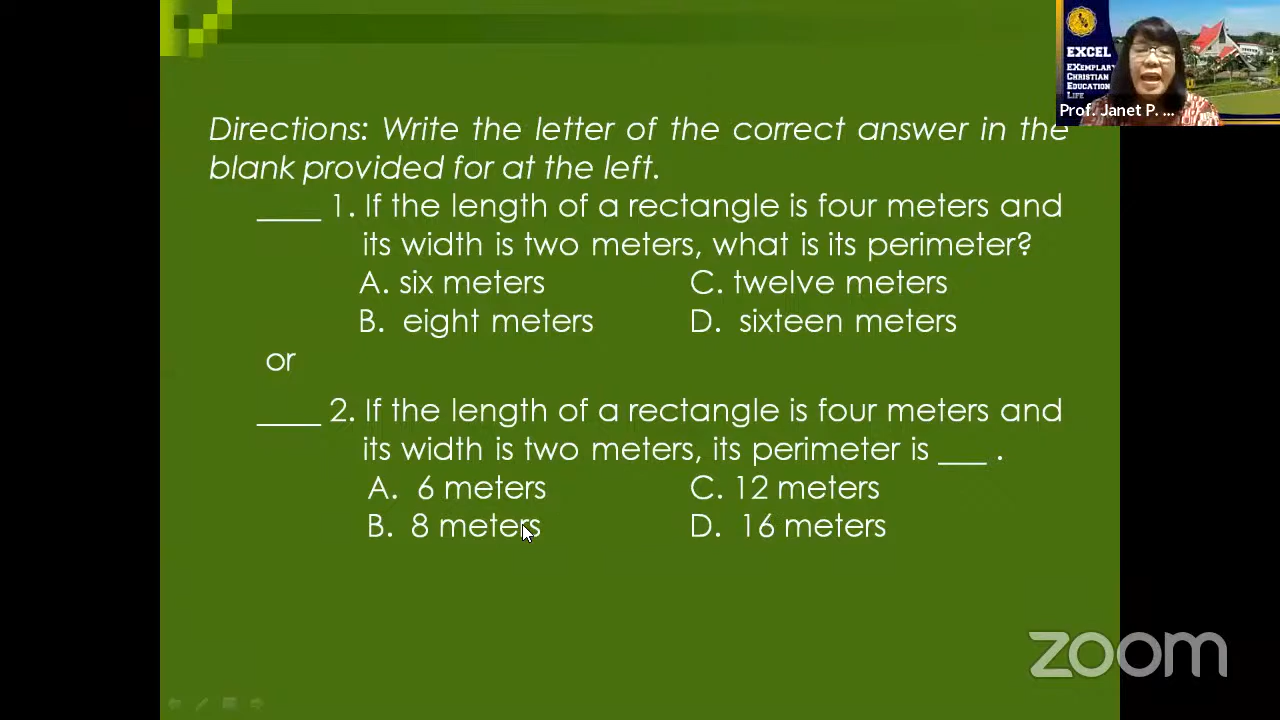 EXCEL
EXEMPLARY
CHRISTIAN
EDUCATION
LIFE
Prof. Janet P. ...
Directions: Write the letter of the correct answer in the
blank provided for at the left.
____ 1. If the length of a rectangle is four meters and
its width is two meters, what is its perimeter?
A. six meters C. twelve meters
B. eight meters D. sixteen meters
or
____ 2. If the length of a rectangle is four meters and
its width is two meters, its perimeter is ___ .
A. 6 meters C. 12 meters
B. 8 meters D. 16 meters
zoom